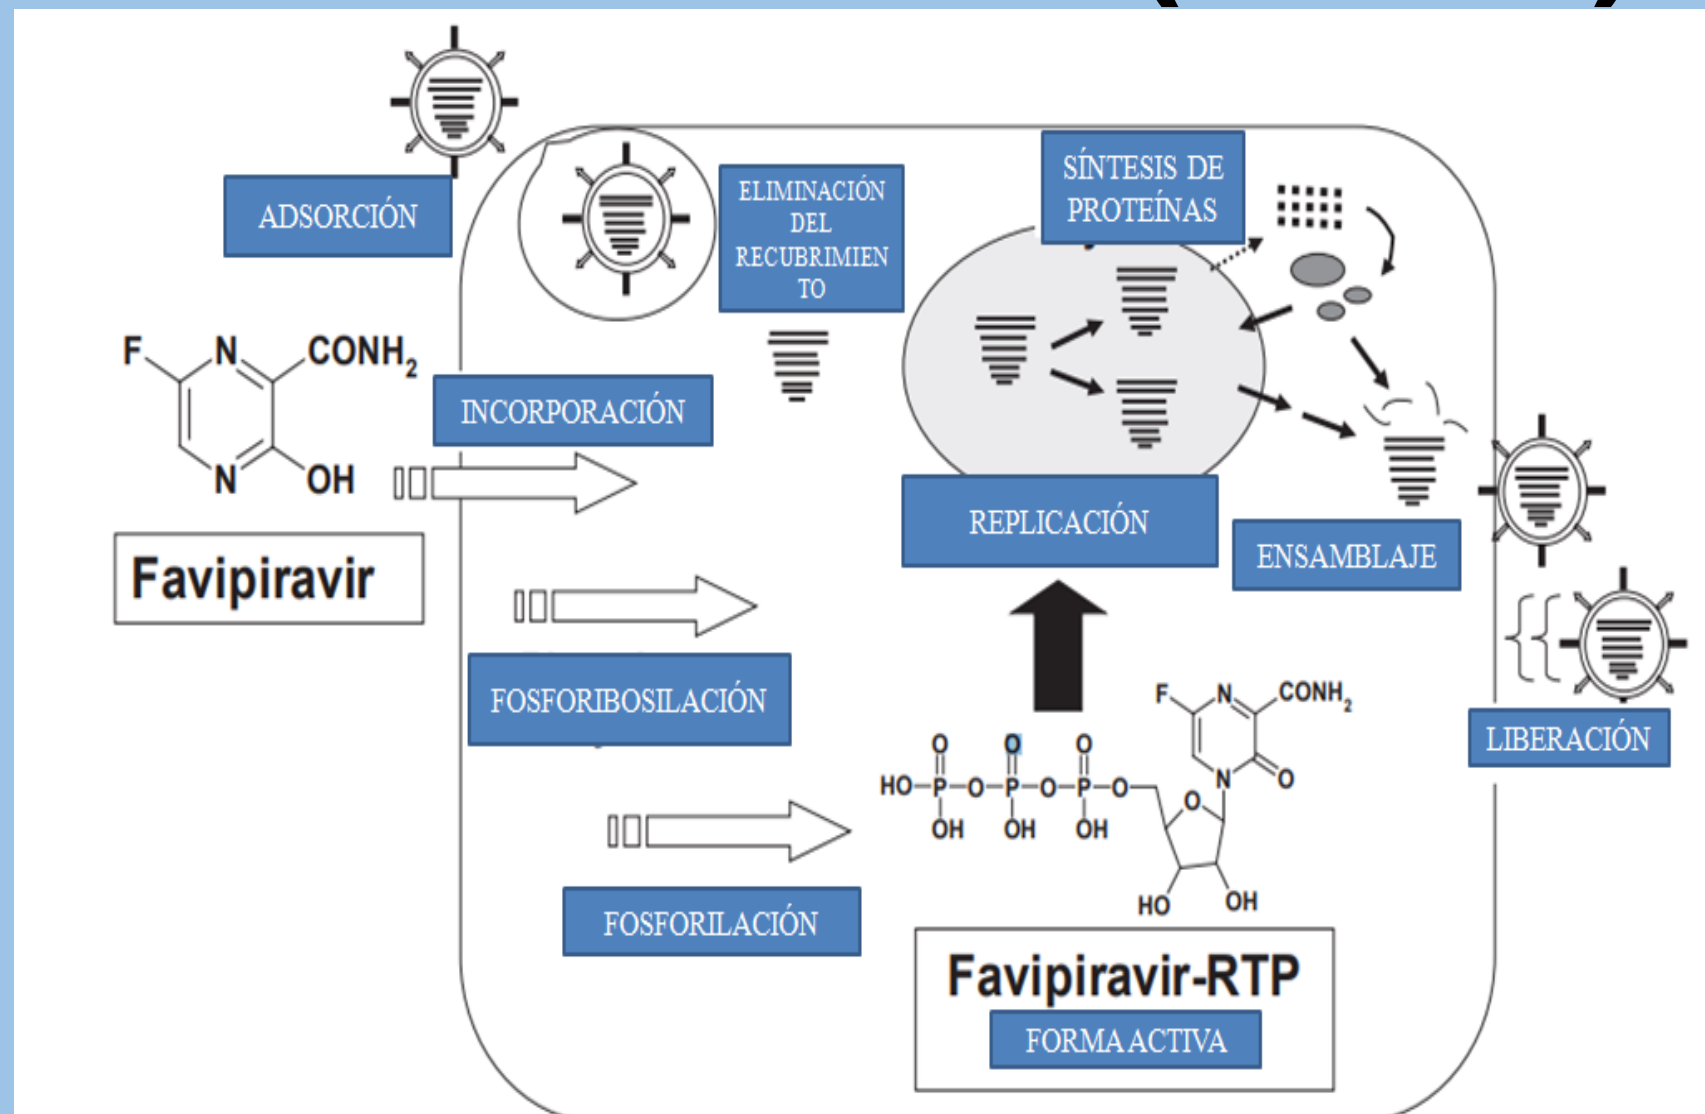 ADSORCIÓN
ELIMINACIÓN
DEL
RECUBRIMIEN
TO
SÍNTESIS DE
PROTEÍNAS
F
N
CONH2
N
OH
INCORPORACIÓN
Favipiravir
REPLICACIÓN
ENSAMBLAJE
FOSFORIBOSILACIÓN
LIBERACIÓN
F
N
CONH2
N
O
O
O
O
O
HO-P-O-P-O-P-O
OH
OH
OH
HO
OH
FOSFORILACIÓN
Favipiravir-RTP
FORMA ACTIVA